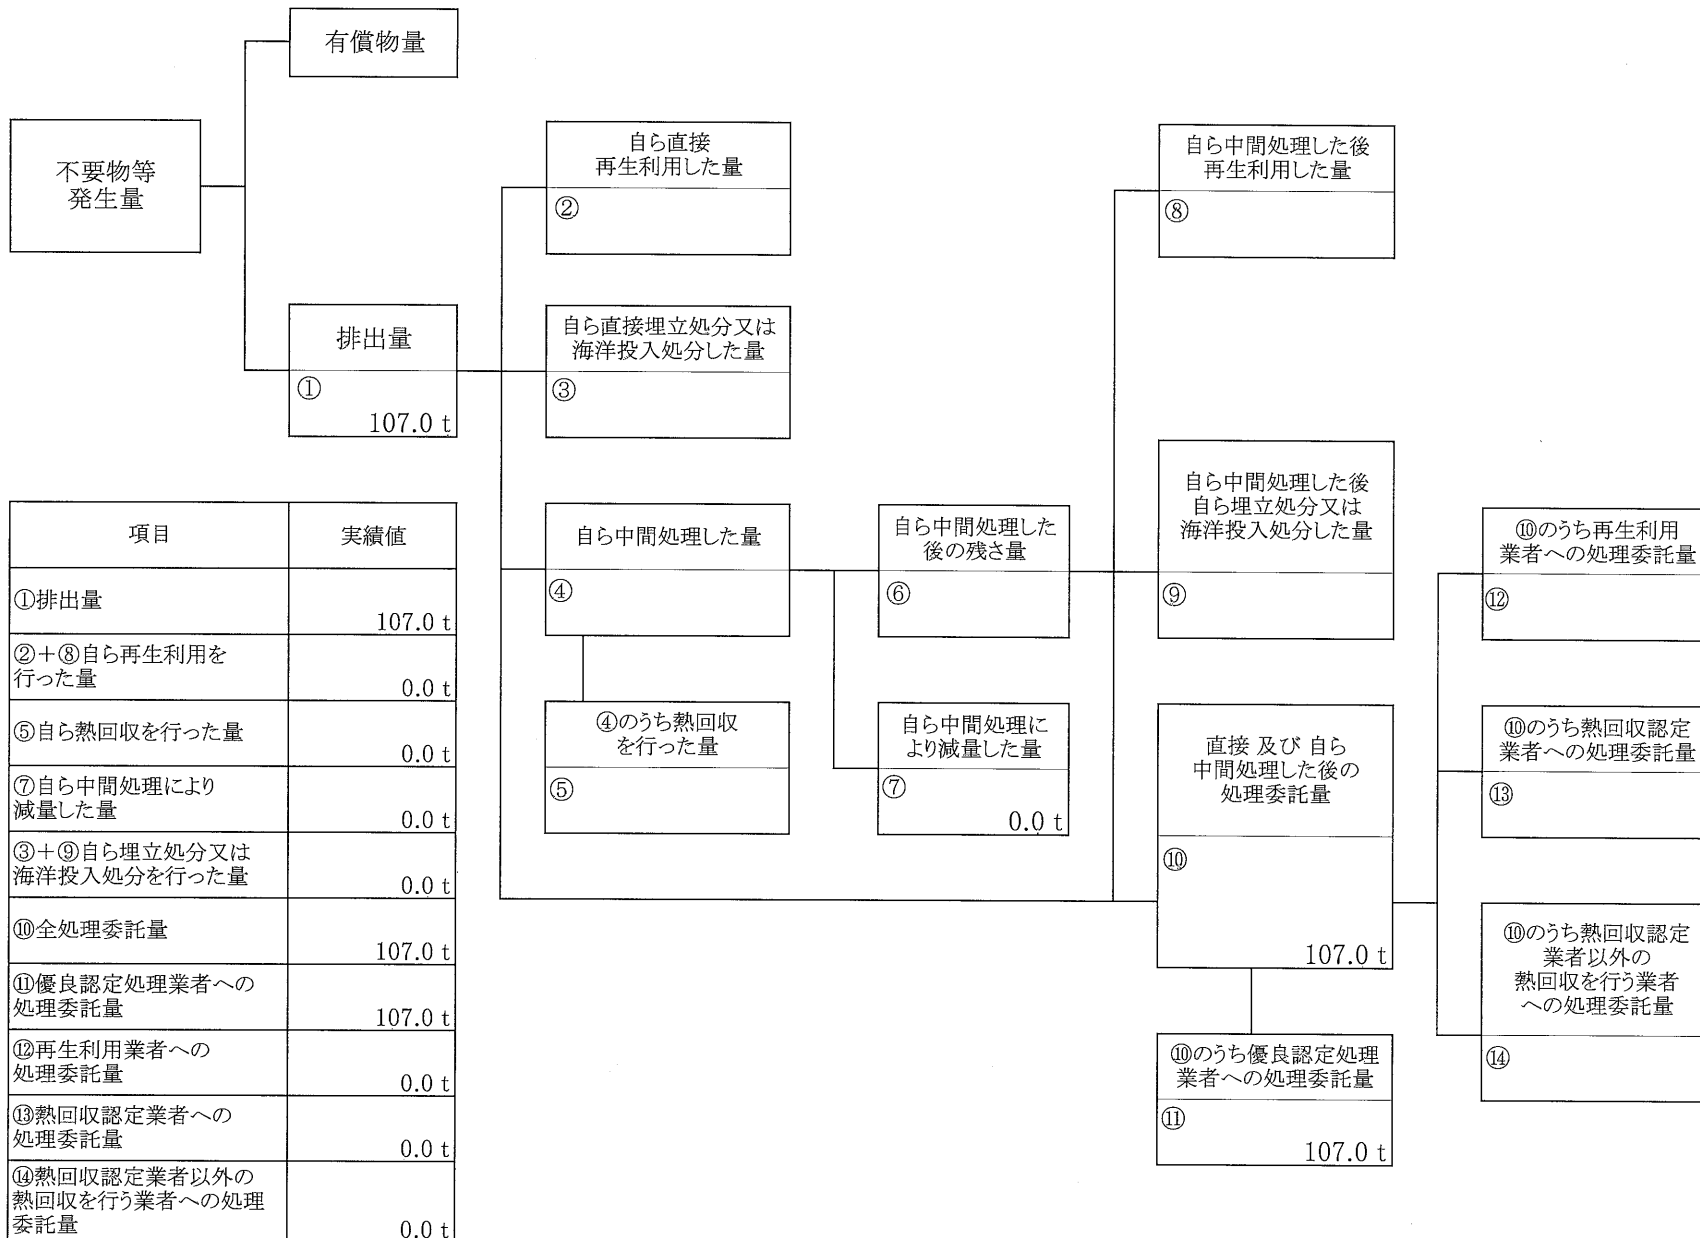 有償物量
不要物等
発生量
排出量
①
107.0 t
自ら直接
再生利用した量
②
自ら直接埋立処分又は
海洋投入処分した量
③
自ら中間処理した量
④
④のうち熱回収
を行った量
⑤
自ら中間処理した
後の残さ量
⑥
自ら中間処理に
より減量した量
⑦
0.0 t
自ら中間処理した後
再生利用した量
⑧
自ら中間処理した後
自ら埋立処分又は
海洋投入処分した量
⑨
直接 及び 自ら
中間処理した後の
処理委託量
⑩
107.0 t
⑩のうち優良認定処理
業者への処理委託量
⑪
107.0 t
⑩のうち再生利用
業者への処理委託量
⑫
⑩のうち熱回収認定
業者への処理委託量
⑬
⑩のうち熱回収認定
業者以外の
熱回収を行う業者
への処理委託量
⑭
項目 実績値
①排出量
107.0 t
②+⑧自ら再生利用を
行った量
0.0 t
⑤自ら熱回収を行った量
0.0 t
⑦自ら中間処理により
減量した量
0.0 t
③+⑨自ら埋立処分又は
海洋投入処分を行った量
0.0 t
⑩全処理委託量
107.0 t
⑪優良認定処理業者への
処理委託量
107.0 t
⑫再生利用業者への
処理委託量
0.0 t
⑬熱回収認定業者への
処理委託量
0.0 t
⑭熱回収認定業者以外の
熱回収を行う業者への処理
委託量
0.0 t